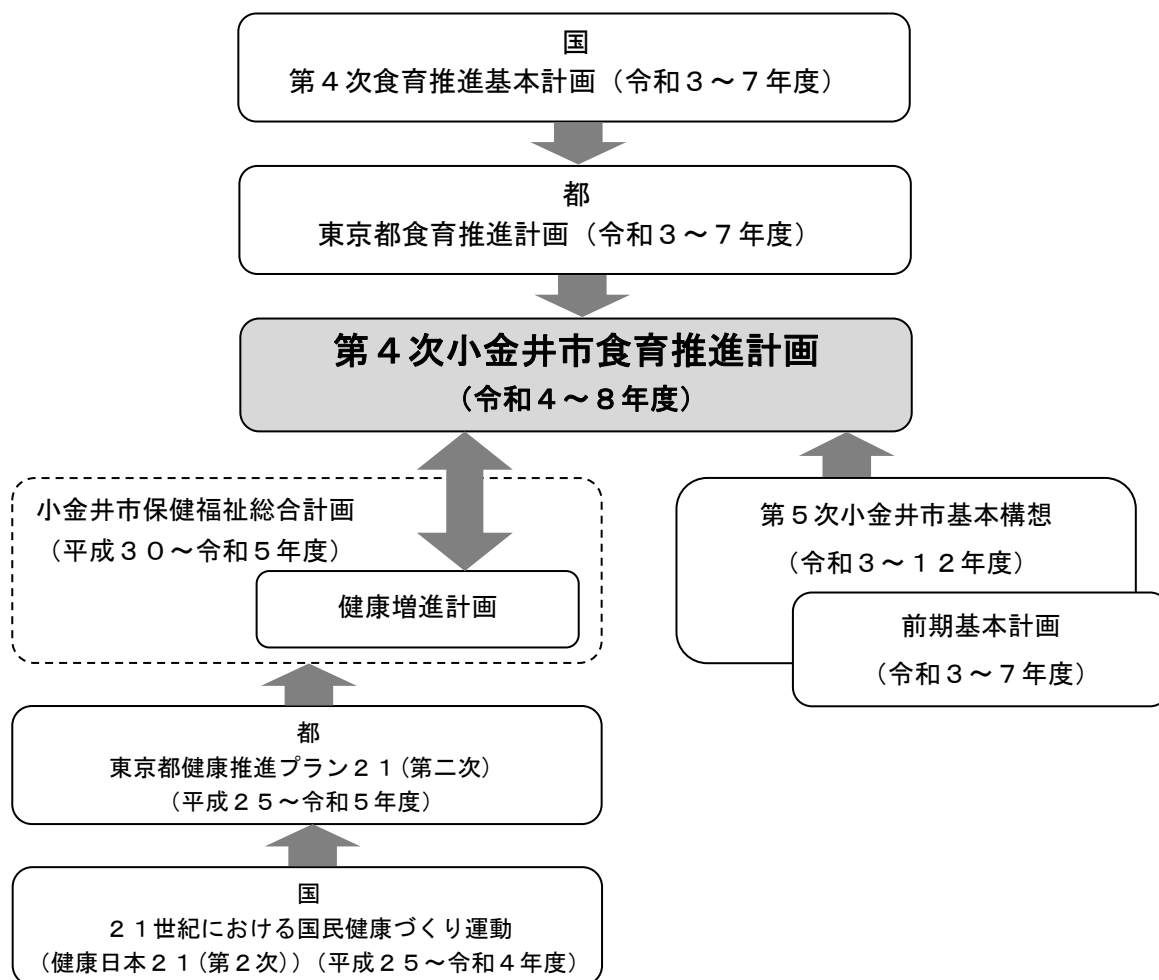 国
第４次食育推進基本計画（令和３～７年度）
都
東京都食育推進計画（令和３～７年度）
第４次小金井市食育推進計画
（令和４～８年度）
小金井市保健福祉総合計画
（平成３０～令和５年度）
健康増進計画
第５次小金井市基本構想
（令和３～１２年度）
前期基本計画
（令和３～７年度）
都
東京都健康推進プラン２１(第二次)
（平成２５～令和５年度）
国
２１世紀における国民健康づくり運動
（健康日本２１(第２次)）（平成２５～令和４年度）